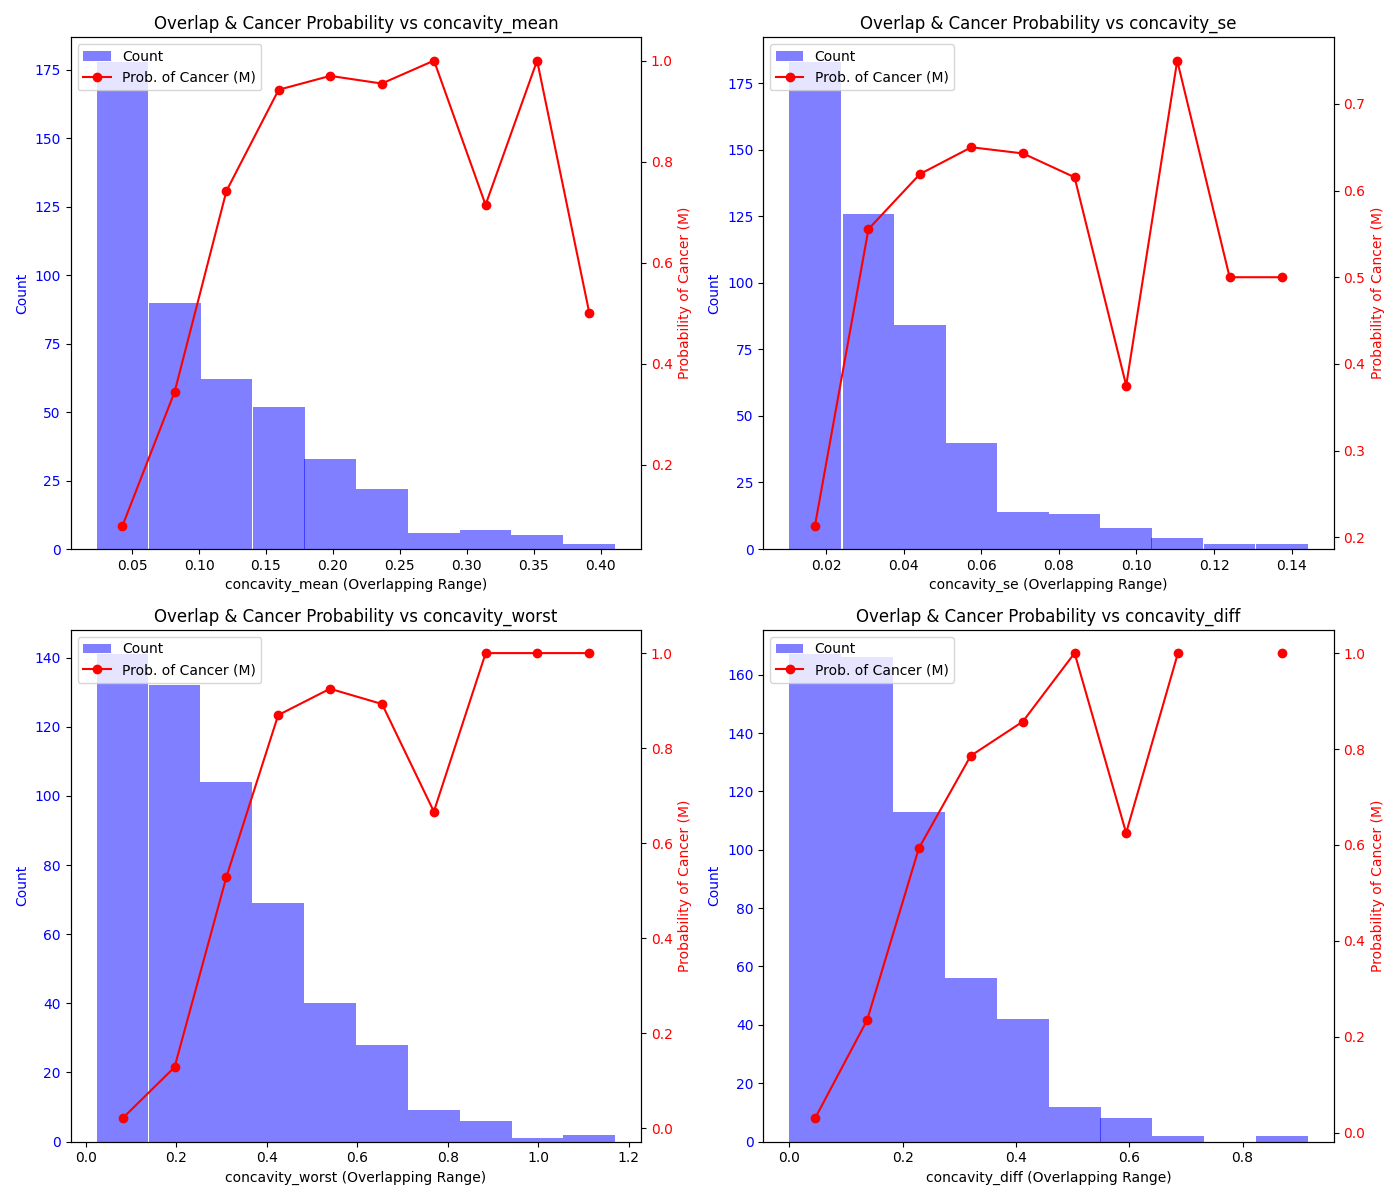 Overlap & Cancer Probability vs concavity_mean
Count
Prob. of Cancer (M)
175
150
125
100
75
50
25
0
Count
1.0
0.8
0.6
0.4
0.2
Probability of Cancer (M)
0.05 0.10 0.15 0.20 0.25 0.30 0.35 0.40
concavity_mean (Overlapping Range)
Overlap & Cancer Probability vs concavity_se
Count
Prob. of Cancer (M)
175
150
125
100
75
50
25
0
Count
0.7
0.6
0.5
0.4
0.3
0.2
Probability of Cancer (M)
0.02 0.04 0.06 0.08 0.10 0.12 0.14
concavity_se (Overlapping Range)
Overlap & Cancer Probability vs concavity_worst
Count
Prob. of Cancer (M)
140
120
100
80
60
40
20
0
Count
1.0
0.8
0.6
0.4
0.2
0.0
Probability of Cancer (M)
0.0 0.2 0.4 0.6 0.8 1.0 1.2
concavity_worst (Overlapping Range)
Overlap & Cancer Probability vs concavity_diff
Count
Prob. of Cancer (M)
160
140
120
100
80
60
40
20
0
Count
1.0
0.8
0.6
0.4
0.2
0.0
Probability of Cancer (M)
0.0 0.2 0.4 0.6 0.8
concavity_diff (Overlapping Range)